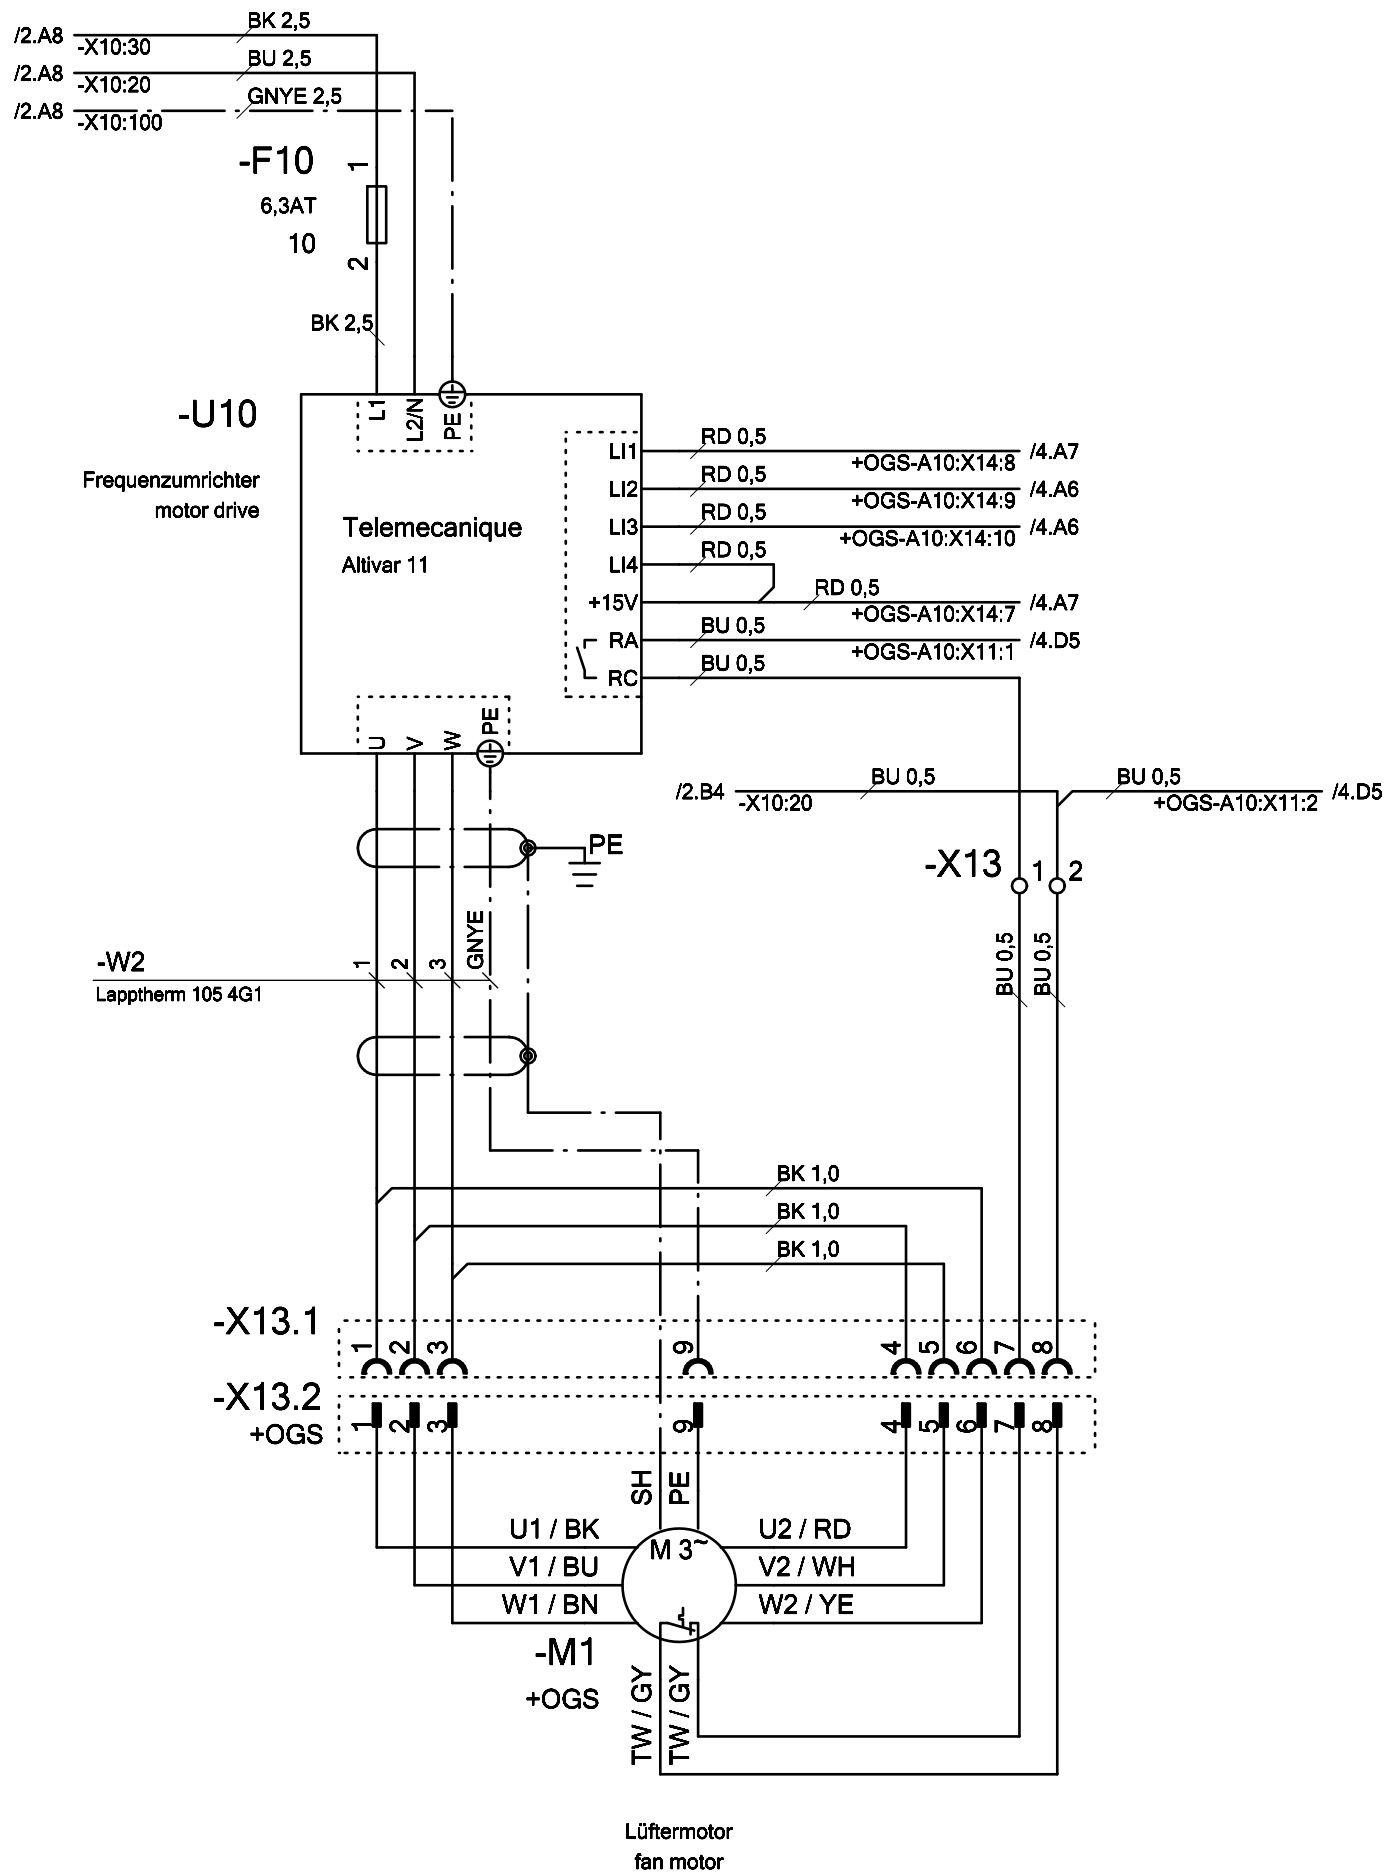 BK 2,5
/2.A8
-X10:30
BU 2,5
/2.A8
-X10:20
GNYE 2,5
/2.A8
-X10:100
-F10
1
6,3AT
10
2
BK 2,5
-U10
L1
L2/N
PE
Frequenzumrichter
motor drive
Telemecanique
Altivar 11
LI1
RD 0,5
+OGS-A10:X14:8
/4.A7
LI2
RD 0,5
+OGS-A10:X14:9
/4.A6
LI3
RD 0,5
+OGS-A10:X14:10
/4.A6
LI4
RD 0,5
+15V
RD 0,5
+OGS-A10:X14:7
/4.A7
RA
BU 0,5
+OGS-A10:X11:1
/4.D5
RC
BU 0,5
U
V
W
PE
/2.B4
-X10:20
BU 0,5
BU 0,5
+OGS-A10:X11:2
/4.D5
PE
-X13
1
2
-W2
Lapptherm 105 4G1
1
2
3
GNYE
BU 0,5
BU 0,5
BK 1,0
BK 1,0
BK 1,0
-X13.1
1
2
3
9
4
5
6
7
8
-X13.2
+OGS
1
2
3
9
4
5
6
7
8
SH
PE
U1 / BK
M 3~
U2 / RD
V1 / BU
V2 / WH
W1 / BN
W2 / YE
-M1
+OGS
TW / GY
TW / GY
Lüftermotor
fan motor